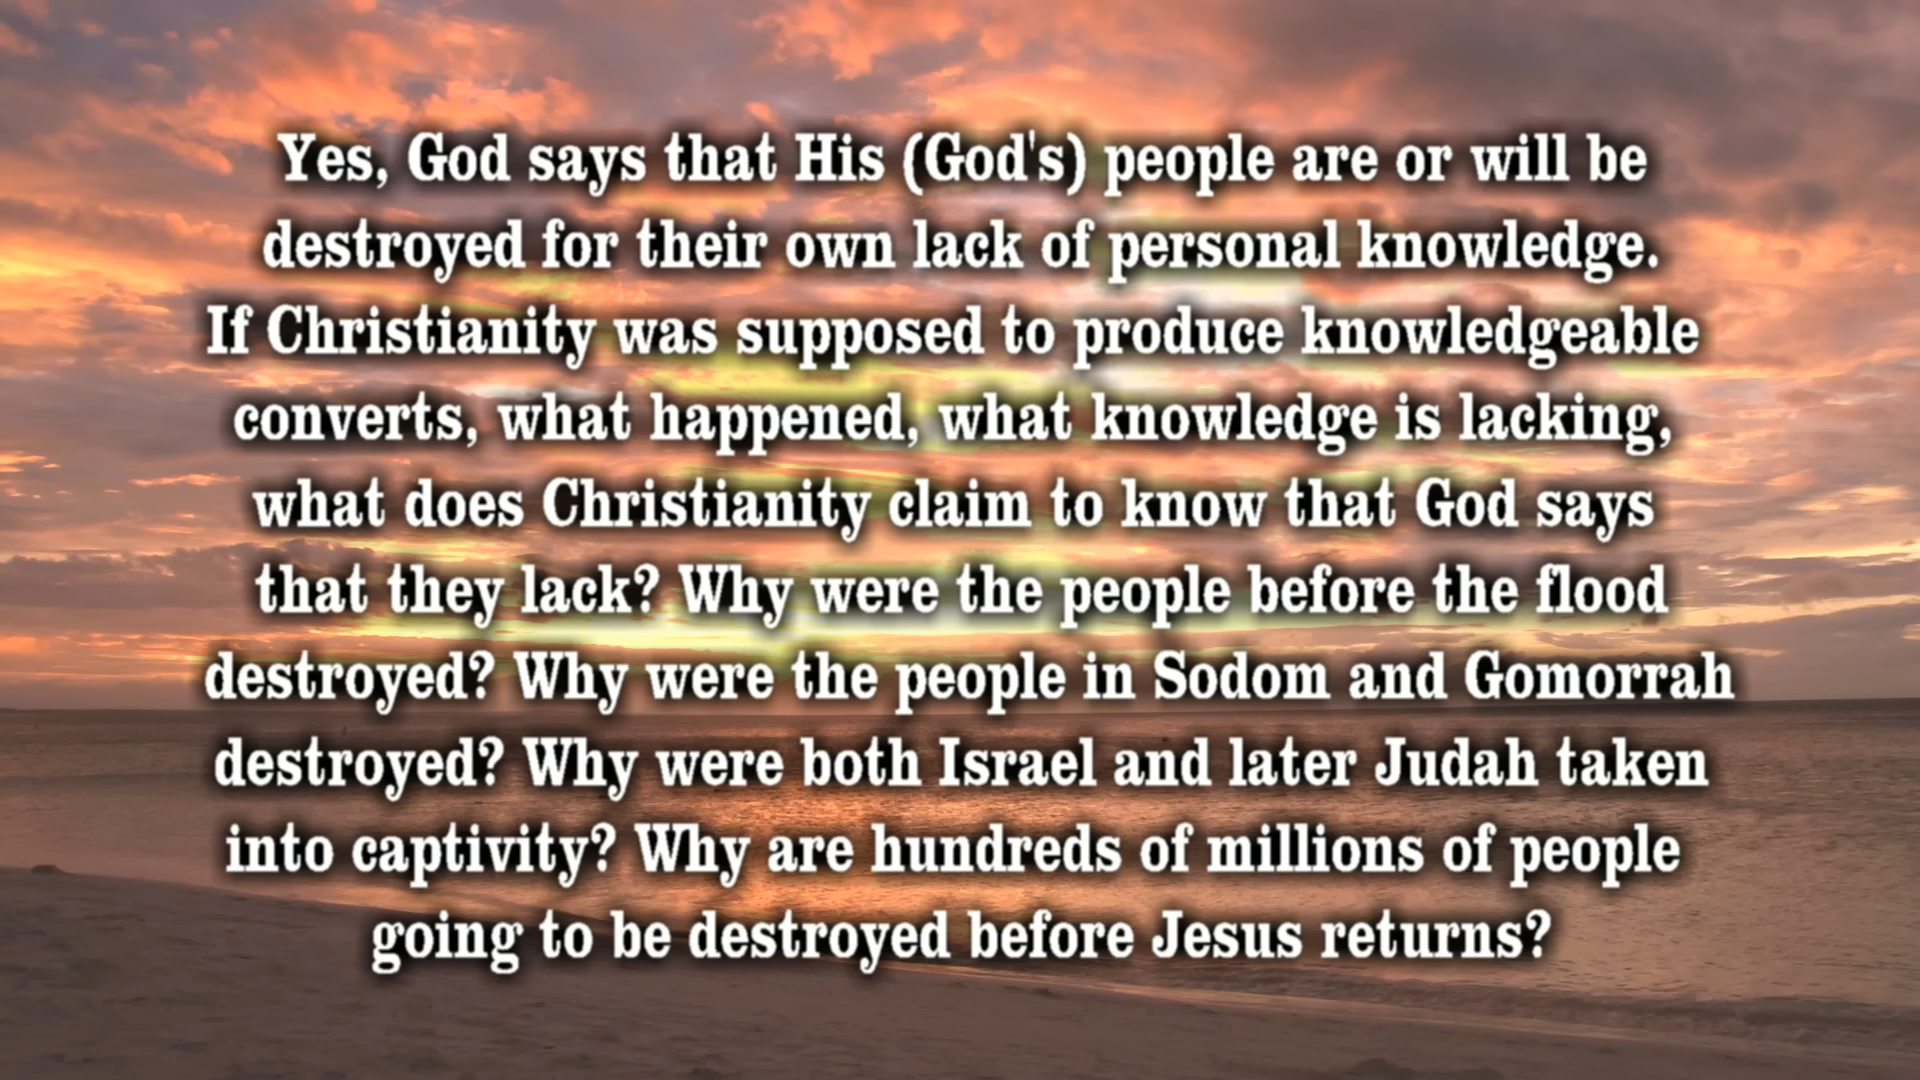 Yes, God says that His (God's) people are or will be
destroyed for their own lack of personal knowledge.
If Christianity was supposed to produce knowledgeable
converts, what happened, what knowledge is lacking,
what does Christianity claim to know that God says
that they lack? Why were the people before the flood
destroyed? Why were the people in Sodom and Gomorrah
destroyed? Why were both Israel and later Judah taken
into captivity? Why are hundreds of millions of people
going to be destroyed before Jesus returns?